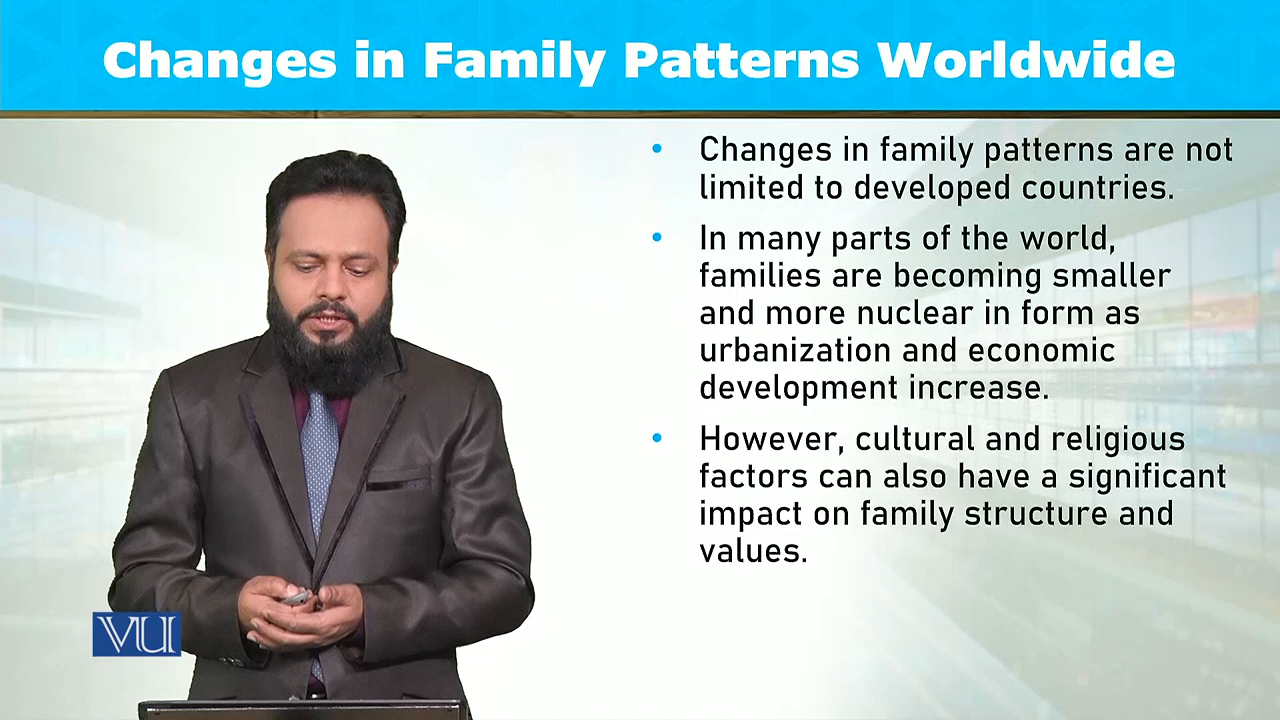 Changes in Family Patterns Worldwide
• Changes in family patterns are not
limited to developed countries.
• In many parts of the world,
families are becoming smaller
and more nuclear in form as
urbanization and economic
development increase.
• However, cultural and religious
factors can also have a significant
impact on family structure and
values.
VU